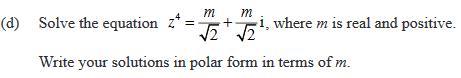 (d) Solve the equation z⁴ = m/√2 + m/√2 i, where m is real and positive.
Write your solutions in polar form in terms of m.